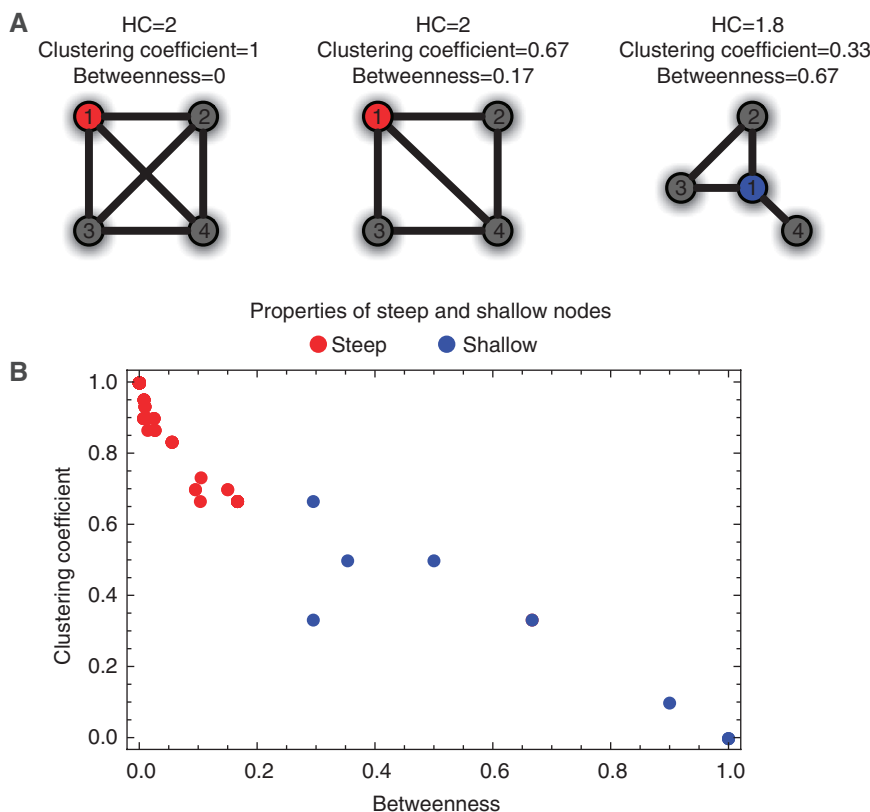 A
HC=2
Clustering coefficient=1
Betweenness=0
1
2
3
4
HC=2
Clustering coefficient=0.67
Betweenness=0.17
1
2
3
4
HC=1.8
Clustering coefficient=0.33
Betweenness=0.67
2
3
1
4
Properties of steep and shallow nodes
Steep Shallow
B
Clustering coefficient
1.0
0.8
0.6
0.4
0.2
0.0
0.0 0.2 0.4 0.6 0.8 1.0
Betweenness